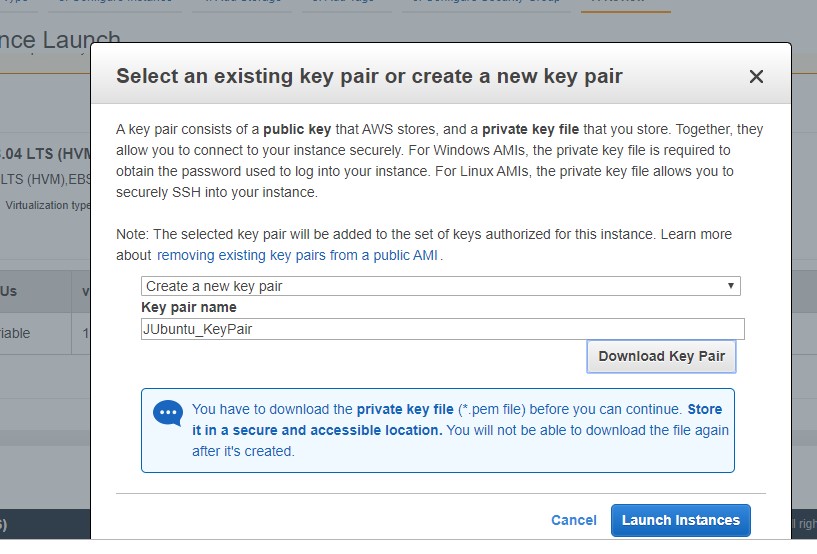 nce Launch
Select an existing key pair or create a new key pair
A key pair consists of a public key that AWS stores, and a private key file that you store. Together, they
allow you to connect to your instance securely. For Windows AMIs, the private key file is required to
obtain the password used to log into your instance. For Linux AMIs, the private key file allows you to
securely SSH into your instance.
.04 LTS (HVM
LTS (HVM),EBS
Virtualization type
Note: The selected key pair will be added to the set of keys authorized for this instance. Learn more
about removing existing key pairs from a public AMI .
Us
Create a new key pair
Key pair name
riable
1
JUbuntu_KeyPair
Download Key Pair
You have to download the private key file (*.pem file) before you can continue. Store
it in a secure and accessible location. You will not be able to download the file again
after it's created.
Cancel
Launch Instances